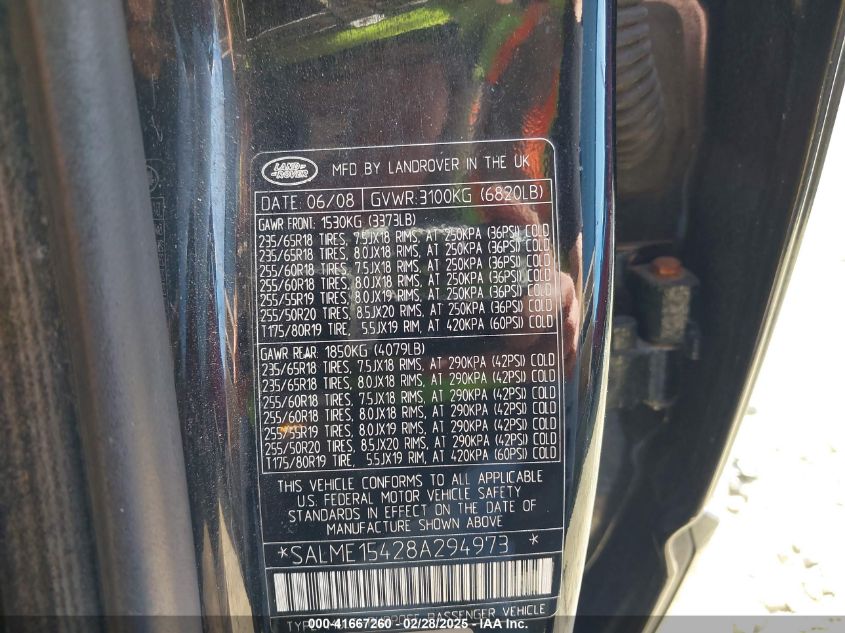 LAND-
-ROVER
MFD BY LANDROVER IN THE UK
DATE: 06/08 GVWR:3100KG (6820LB)
GAWR FRONT: 1530KG (3373LB)
235/65R18 TIRES, 7.5JX18 RIMS, AT 250KPA (36PSI) COLD
235/65R18 TIRES, 8.0JX18 RIMS, AT 250KPA (36PSI) COLD
255/60R18 TIRES, 7.5JX18 RIMS, AT 250KPA (36PSI) COLD
255/60R18 TIRES, 8.0JX18 RIMS, AT 250KPA (36PSI) COLD
255/55R19 TIRES, 8.0JX19 RIMS, AT 250KPA (36PSI) COLD
255/50R20 TIRES, 8.5JX20 RIMS, AT 250KPA (36PSI) COLD
T175/80R19 TIRE, 5.5JX19 RIM, AT 420KPA (60PSI) COLD
GAWR REAR: 1850KG (4079LB)
235/65R18 TIRES, 7.5JX18 RIMS, AT 290KPA (42PSI) COLD
235/65R18 TIRES, 8.0JX18 RIMS, AT 290KPA (42PSI) COLD
255/60R18 TIRES, 7.5JX18 RIMS, AT 290KPA (42PSI) COLD
255/60R18 TIRES, 8.0JX18 RIMS, AT 290KPA (42PSI) COLD
255/55R19 TIRES, 8.0JX19 RIMS, AT 290KPA (42PSI) COLD
255/50R20 TIRES, 8.5JX20 RIMS, AT 290KPA (42PSI) COLD
T175/80R19 TIRE, 5.5JX19 RIM, AT 420KPA (60PSI) COLD
THIS VEHICLE CONFORMS TO ALL APPLICABLE
U.S. FEDERAL MOTOR VEHICLE SAFETY
STANDARDS IN EFFECT ON THE DATE OF
MANUFACTURE SHOWN ABOVE
*SALME15428A294973 *
PASSENGER VEHICLE
000-41667260 - 02/28/2025 - IAA Inc.